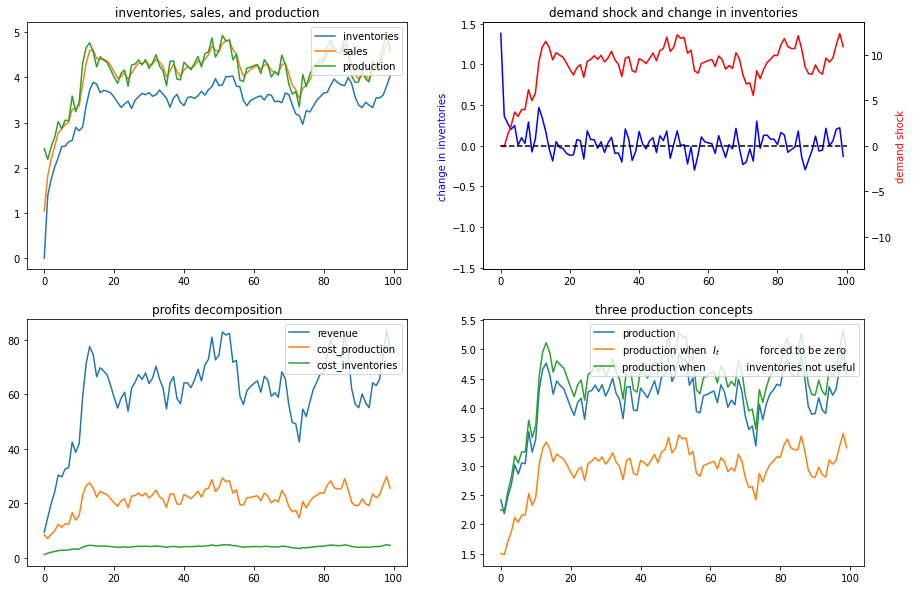 inventories, sales, and production
inventories
sales
production
5
4
3
2
1
0
0 20 40 60 80 100
demand shock and change in inventories
change in inventories
1.5
1.0
0.5
0.0
−0.5
−1.0
−1.5
10
5
0
−5
−10
demand shock
0 20 40 60 80 100
profits decomposition
revenue
cost_production
cost_inventories
80
60
40
20
0
0 20 40 60 80 100
three production concepts
production
production when I_t forced to be zero
production when inventories not useful
5.5
5.0
4.5
4.0
3.5
3.0
2.5
2.0
1.5
0 20 40 60 80 100